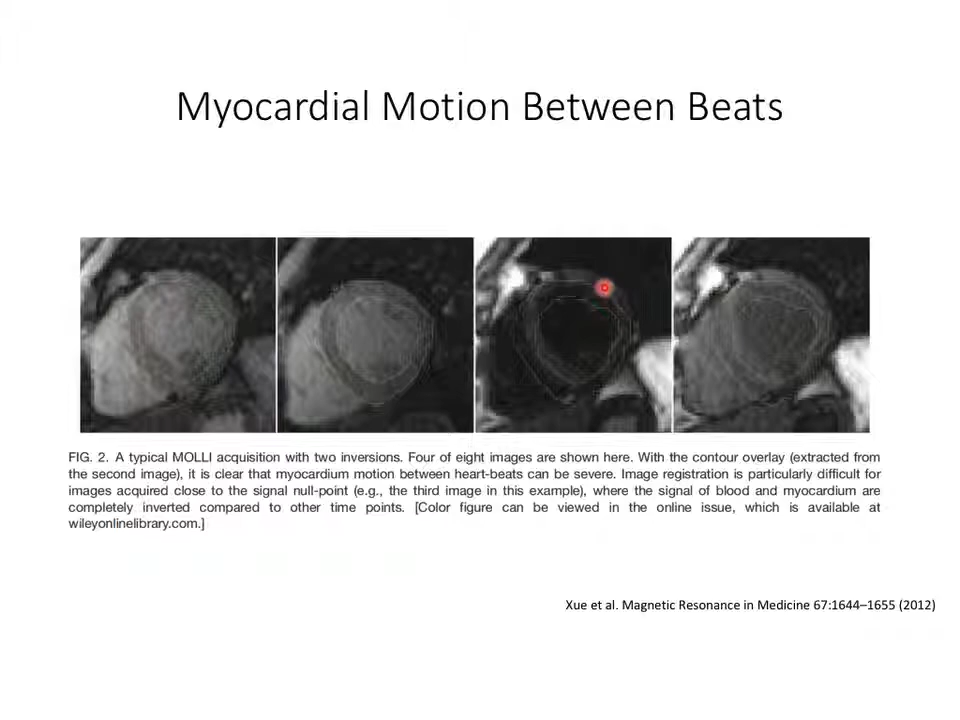 Myocardial Motion Between Beats
FIG. 2. A typical MOLLI acquisition with two inversions. Four of eight images are shown here. With the contour overlay (extracted from
the second image), it is clear that myocardium motion between heart-beats can be severe. Image registration is particularly difficult for
images acquired close to the signal null-point (e.g., the third image in this example), where the signal of blood and myocardium are
completely inverted compared to other time points. [Color figure can be viewed in the online issue, which is available at
wileyonlinelibrary.com.]
Xue et al. Magnetic Resonance in Medicine 67:1644–1655 (2012)